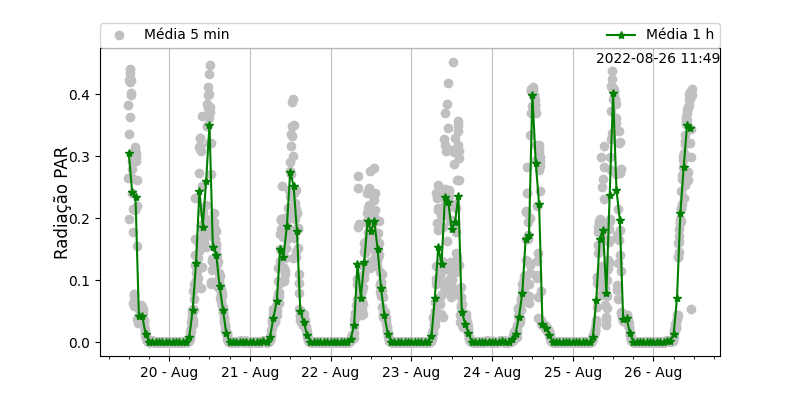 Média 5 min
Média 1 h
2022-08-26 11:49
Radiação PAR
0.4
0.3
0.2
0.1
0.0
20 - Aug
21 - Aug
22 - Aug
23 - Aug
24 - Aug
25 - Aug
26 - Aug